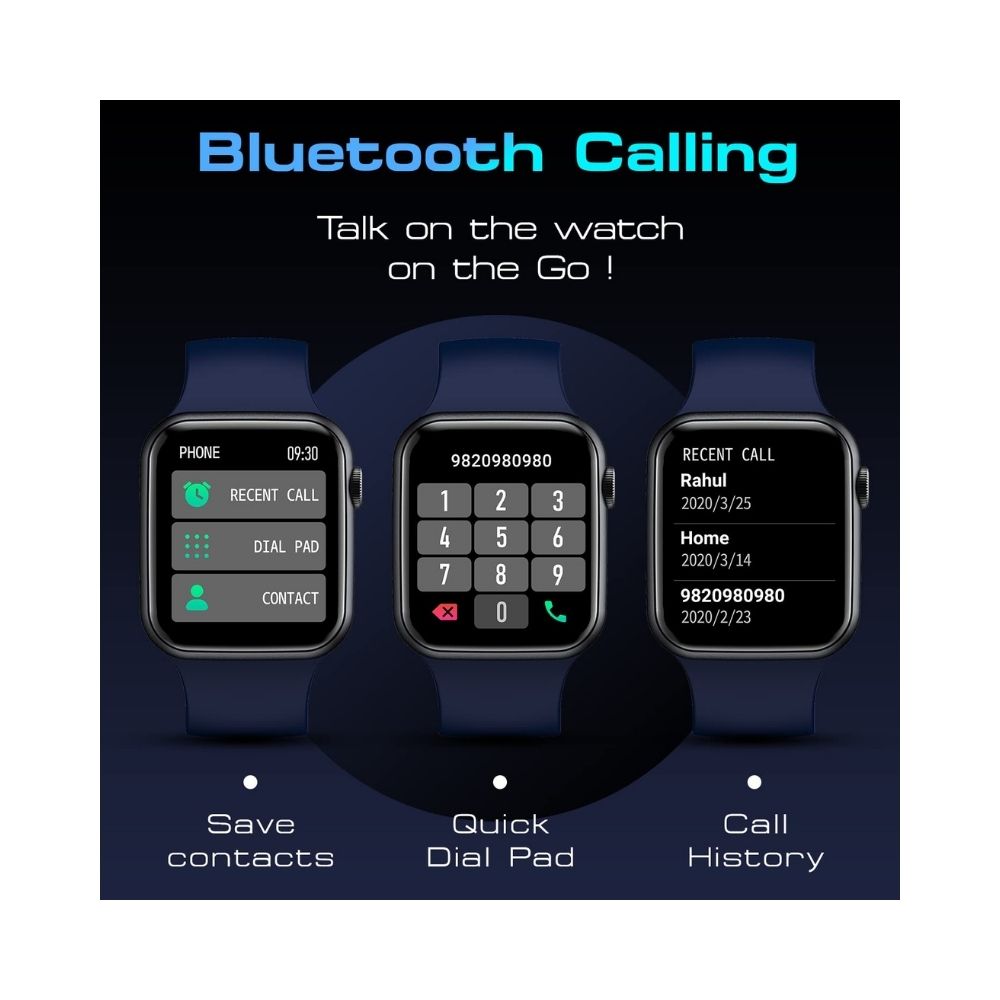 Bluetooth Calling
Talk on the watch
on the Go !
PHONE 09:30
RECENT CALL
DIAL PAD
CONTACT
9820980980
1 2 3
4 5 6
7 8 9
0
RECENT CALL
Rahul
2020/3/25
Home
2020/3/14
9820980980
2020/2/23
Save
contacts
Quick
Dial Pad
Call
History